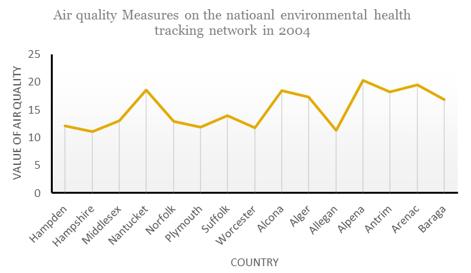 Air quality Measures on the natioanl environmental health
tracking network in 2004
VALUE OF AIR QUALITY
25
20
15
10
5
0
Hampden
Hampshire
Middlesex
Nantucket
Norfolk
Plymouth
Suffolk
Worcester
Alcona
Alger
Allegan
Alpena
Antrim
Arenac
Baraga
COUNTRY